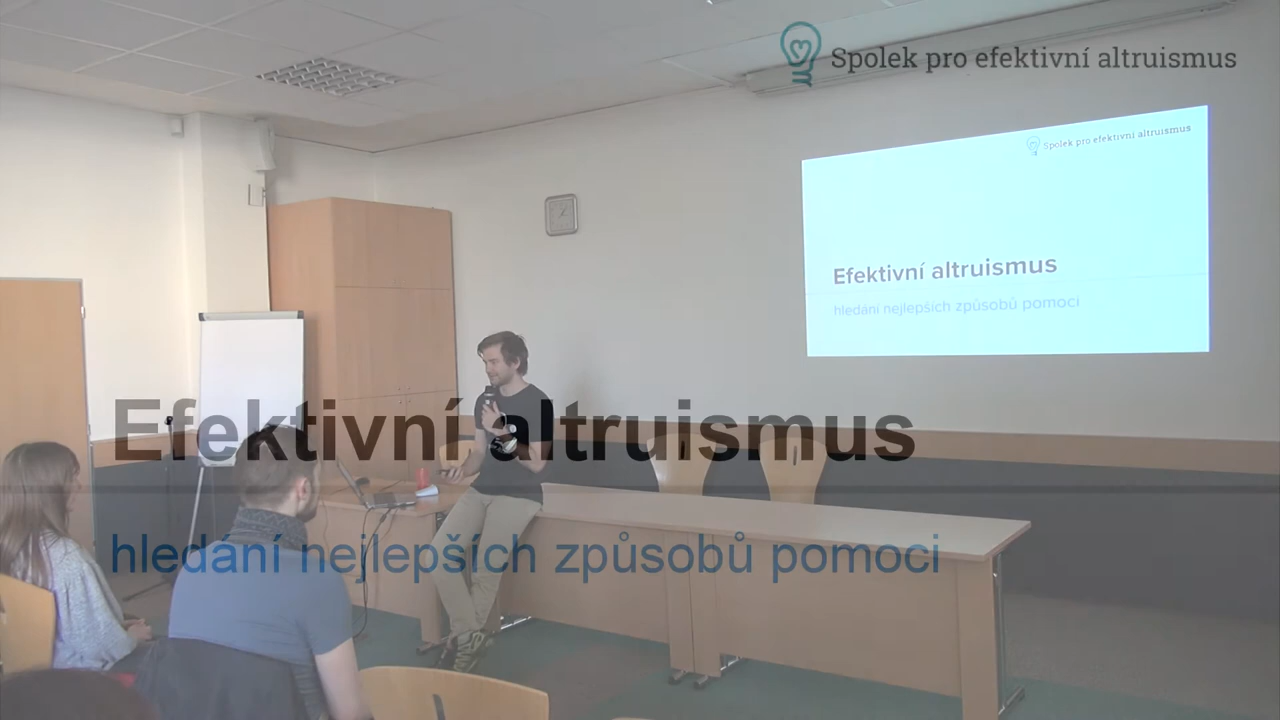 Spolek pro efektivní altruismus
Spolek pro efektivní altruismus
Efektivní altruismus
hledání nejlepších způsobů pomoci
Efektivní altruismus
hledání nejlepších způsobů pomoci